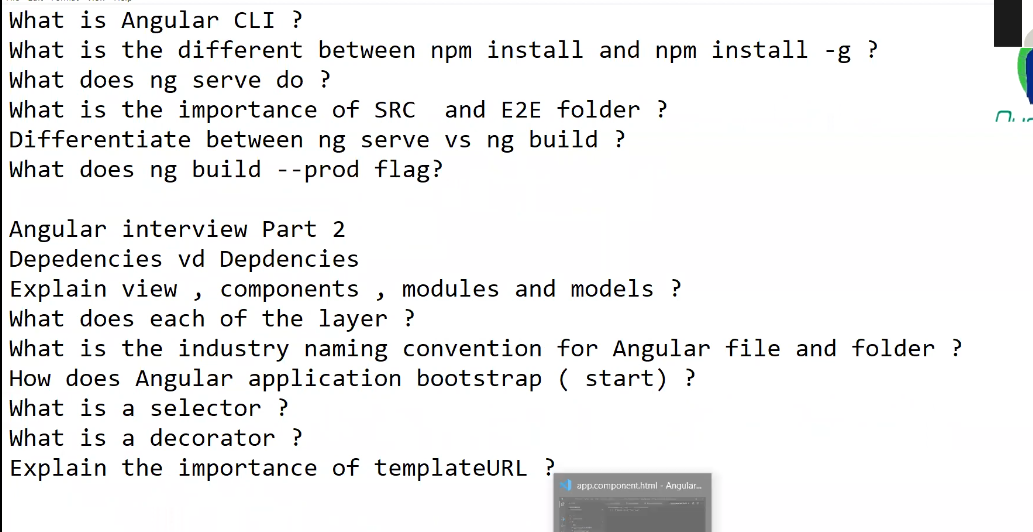 What is Angular CLI ?
What is the different between npm install and npm install -g ?
What does ng serve do ?
What is the importance of SRC  and E2E folder ?
Differentiate between ng serve vs ng build ?
What does ng build --prod flag?
Angular interview Part 2
Depedencies vd Depdencies
Explain view , components , modules and models ?
What does each of the layer ?
What is the industry naming convention for Angular file and folder ?
How does Angular application bootstrap ( start) ?
What is a selector ?
What is a decorator ?
Explain the importance of templateURL ?
app.component.html - Angular...